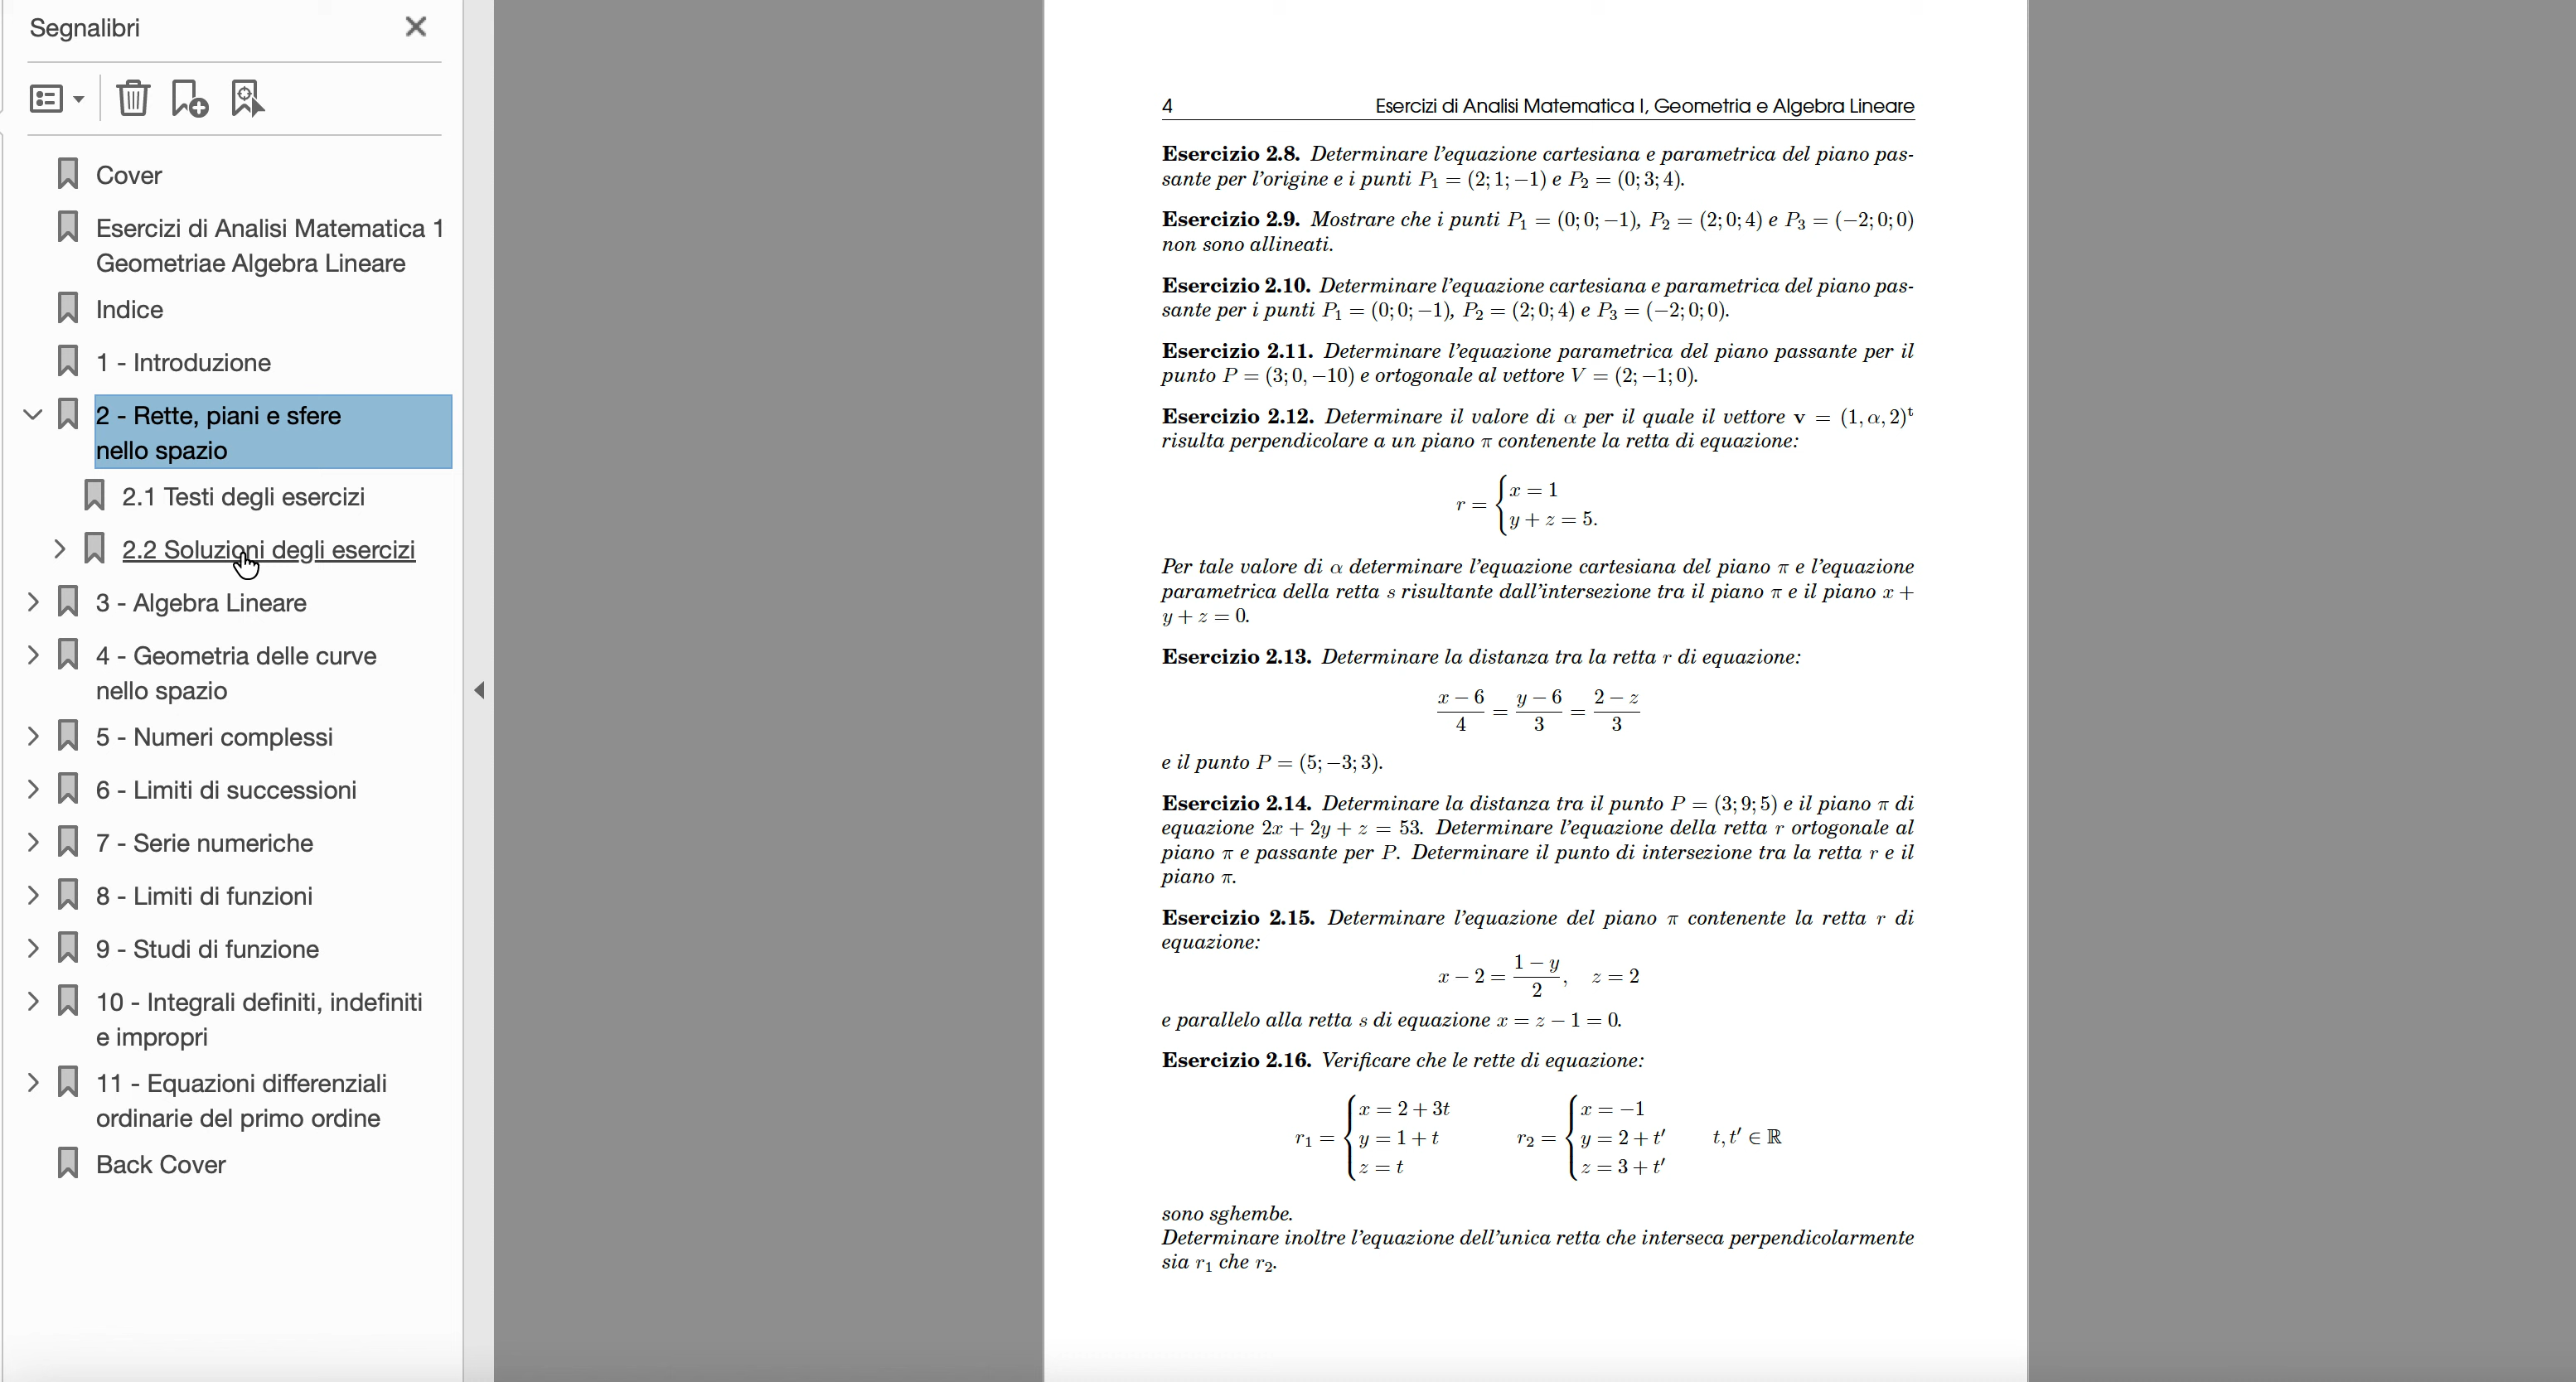 Segnalibri
Cover
Esercizi di Analisi Matematica 1
Geometriae Algebra Lineare
Indice
1 - Introduzione
2 - Rette, piani e sfere
nello spazio
2.1 Testi degli esercizi
2.2 Soluzioni degli esercizi
3 - Algebra Lineare
4 - Geometria delle curve
nello spazio
5 - Numeri complessi
6 - Limiti di successioni
7 - Serie numeriche
8 - Limiti di funzioni
9 - Studi di funzione
10 - Integrali definiti, indefiniti
e impropri
11 - Equazioni differenziali
ordinarie del primo ordine
Back Cover
4 Esercizi di Analisi Matematica I, Geometria e Algebra Lineare
Esercizio 2.8. Determinare l'equazione cartesiana e parametrica del piano pas-
sante per l'origine e i punti P₁ = (2; 1; −1) e P₂ = (0; 3; 4).
Esercizio 2.9. Mostrare che i punti P₁ = (0; 0; −1), P₂ = (2; 0; 4) e P₃ = (−2; 0; 0)
non sono allineati.
Esercizio 2.10. Determinare l'equazione cartesiana e parametrica del piano pas-
sante per i punti P₁ = (0; 0; −1), P₂ = (2; 0; 4) e P₃ = (−2; 0; 0).
Esercizio 2.11. Determinare l'equazione parametrica del piano passante per il
punto P = (3; 0, −10) e ortogonale al vettore V = (2; −1; 0).
Esercizio 2.12. Determinare il valore di α per il quale il vettore v = (1, α, 2)ᵗ
risulta perpendicolare a un piano π contenente la retta di equazione:
r = { x = 1
y + z = 5.
Per tale valore di α determinare l'equazione cartesiana del piano π e l'equazione
parametrica della retta s risultante dall'intersezione tra il piano π e il piano x +
y + z = 0.
Esercizio 2.13. Determinare la distanza tra la retta r di equazione:
(x − 6)/4 = (y − 6)/3 = (2 − z)/3
e il punto P = (5; −3; 3).
Esercizio 2.14. Determinare la distanza tra il punto P = (3; 9; 5) e il piano π di
equazione 2x + 2y + z = 53. Determinare l'equazione della retta r ortogonale al
piano π e passante per P. Determinare il punto di intersezione tra la retta r e il
piano π.
Esercizio 2.15. Determinare l'equazione del piano π contenente la retta r di
equazione:
x − 2 = (1 − y)/2, z = 2
e parallelo alla retta s di equazione x = z − 1 = 0.
Esercizio 2.16. Verificare che le rette di equazione:
x = 2 + 3t x = −1
r₁ = { y = 1 + t r₂ = { y = 2 + t′ t, t′ ∈ ℝ
z = t z = 3 + t′
sono sghembe.
Determinare inoltre l'equazione dell'unica retta che interseca perpendicolarmente
sia r₁ che r₂.